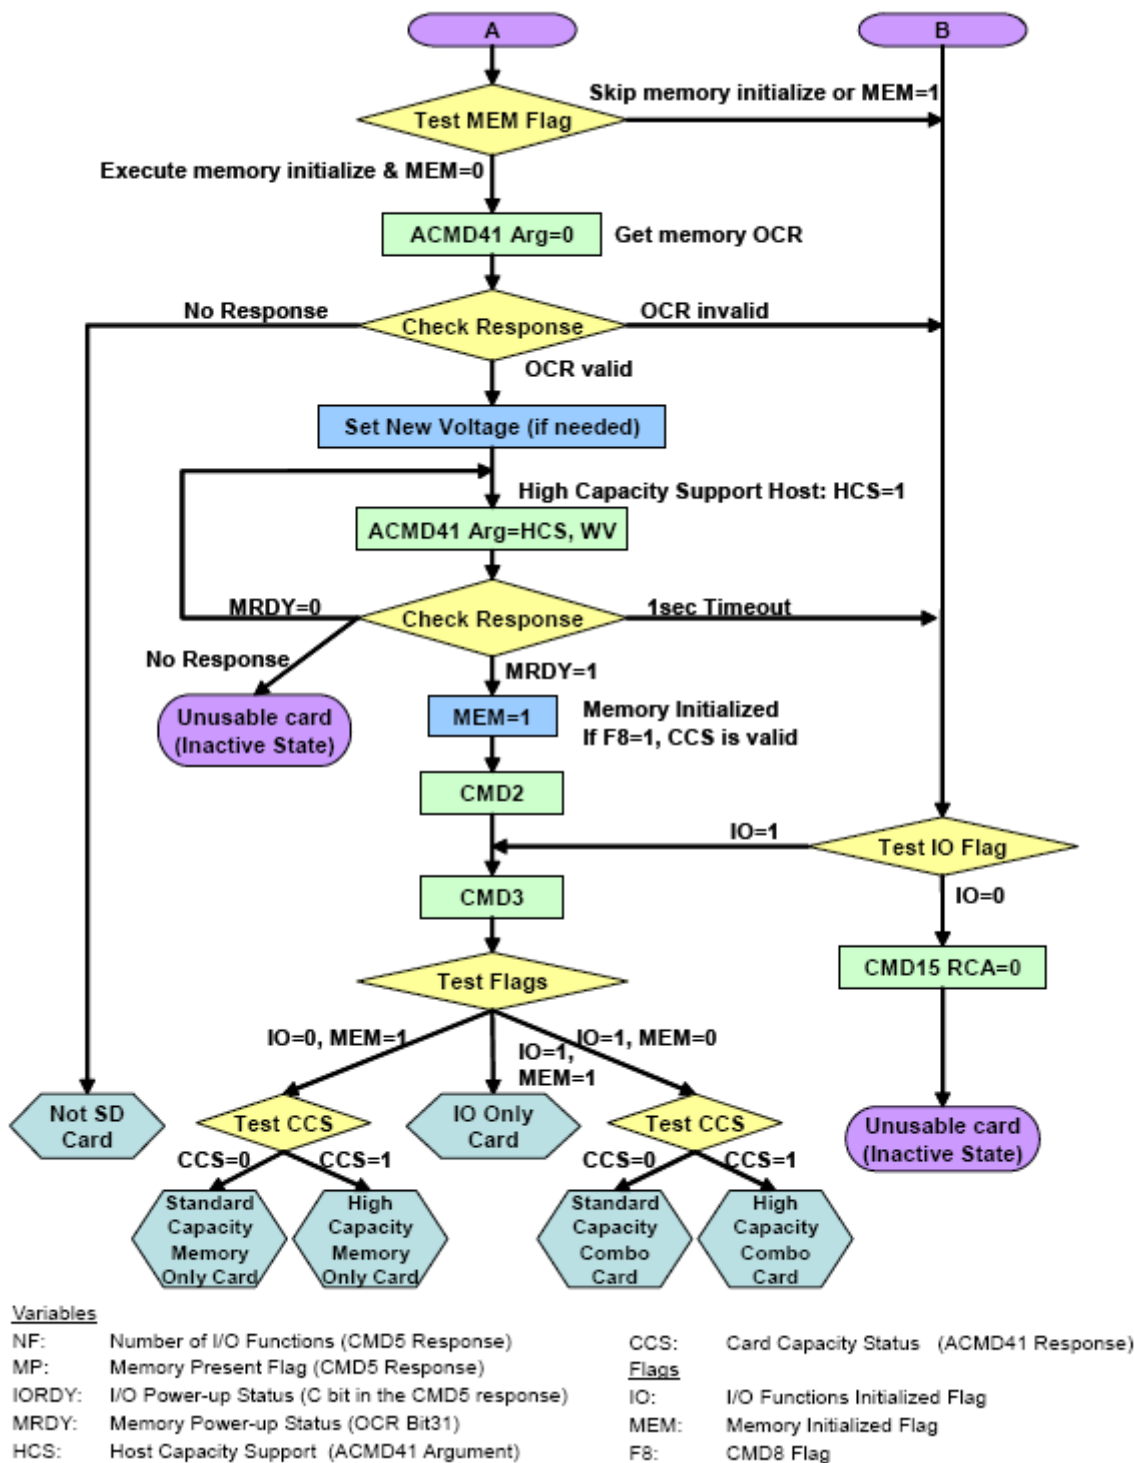 A
B
Skip memory initialize or MEM=1
Test MEM Flag
Execute memory initialize & MEM=0
ACMD41 Arg=0
Get memory OCR
No Response
OCR invalid
Check Response
OCR valid
Set New Voltage (if needed)
High Capacity Support Host: HCS=1
ACMD41 Arg=HCS, WV
MRDY=0
Check Response
1sec Timeout
No Response
MRDY=1
Unusable card
(Inactive State)
MEM=1
Memory Initialized
If F8=1, CCS is valid
CMD2
IO=1
Test IO Flag
CMD3
IO=0
CMD15 RCA=0
Test Flags
IO=0, MEM=1
IO=1,
MEM=1
IO=1, MEM=0
Not SD
Card
Test CCS
IO Only
Card
Test CCS
Unusable card
(Inactive State)
CCS=0
CCS=1
CCS=0
CCS=1
Standard
Capacity
Memory
Only Card
High
Capacity
Memory
Only Card
Standard
Capacity
Combo
Card
High
Capacity
Combo
Card
Variables
NF: Number of I/O Functions (CMD5 Response)
MP: Memory Present Flag (CMD5 Response)
IORDY: I/O Power-up Status (C bit in the CMD5 response)
MRDY: Memory Power-up Status (OCR Bit31)
HCS: Host Capacity Support (ACMD41 Argument)
CCS: Card Capacity Status (ACMD41 Response)
Flags
IO: I/O Functions Initialized Flag
MEM: Memory Initialized Flag
F8: CMD8 Flag